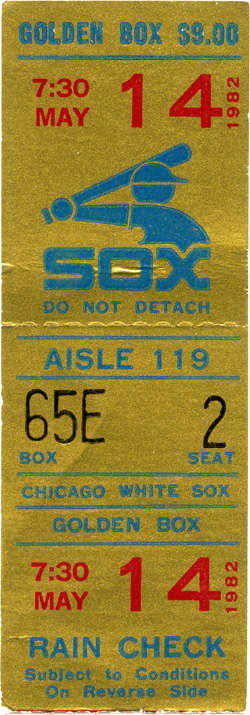 GOLDEN BOX $9.00
7:30
MAY 14 1982
SOX
DO NOT DETACH
AISLE 119
65E 2
BOX SEAT
CHICAGO WHITE SOX
GOLDEN BOX
7:30
MAY 14 1982
RAIN CHECK
Subject to Conditions
On Reverse Side